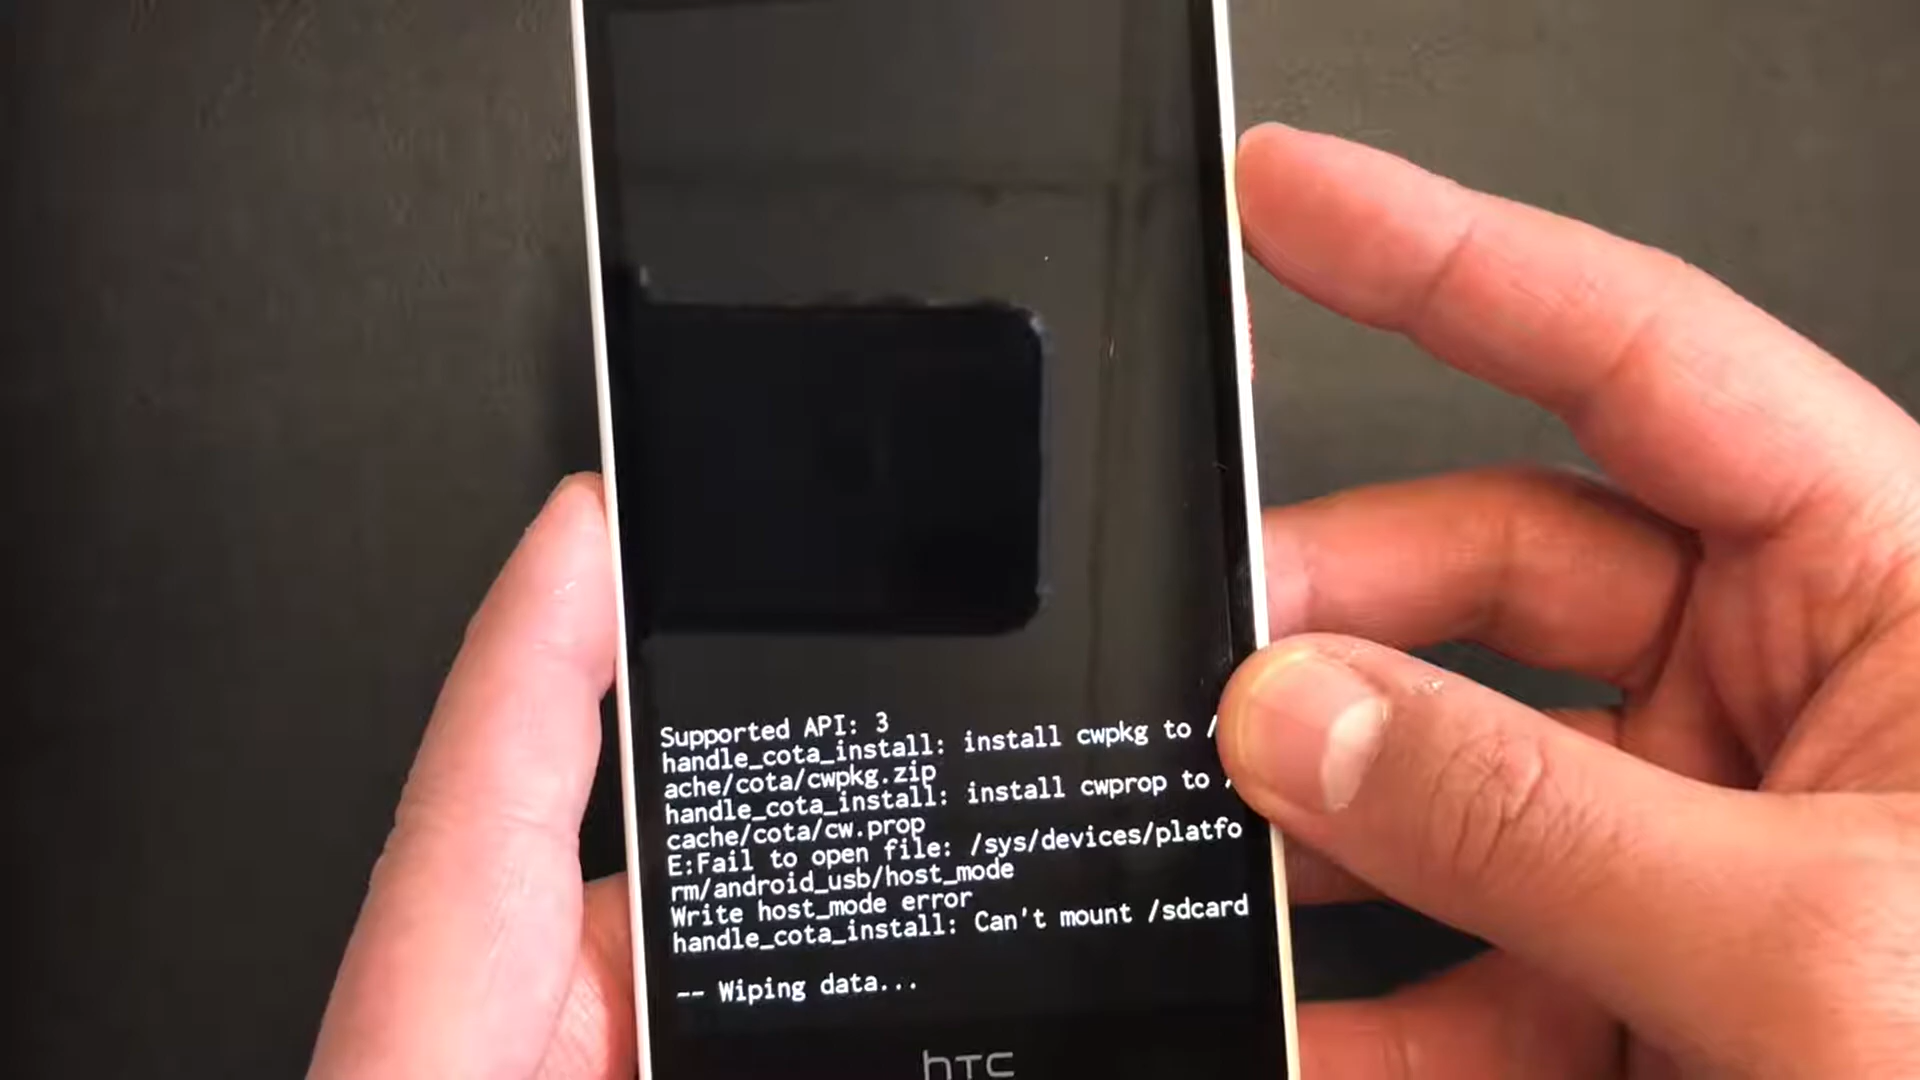 Supported API: 3
handle_cota_install: install cwpkg to /
ache/cota/cwpkg.zip
handle_cota_install: install cwprop to /
cache/cota/cw.prop
E:Fail to open file: /sys/devices/platfo
rm/android_usb/host_mode
Write host_mode error
handle_cota_install: Can't mount /sdcard
-- Wiping data...
hTC